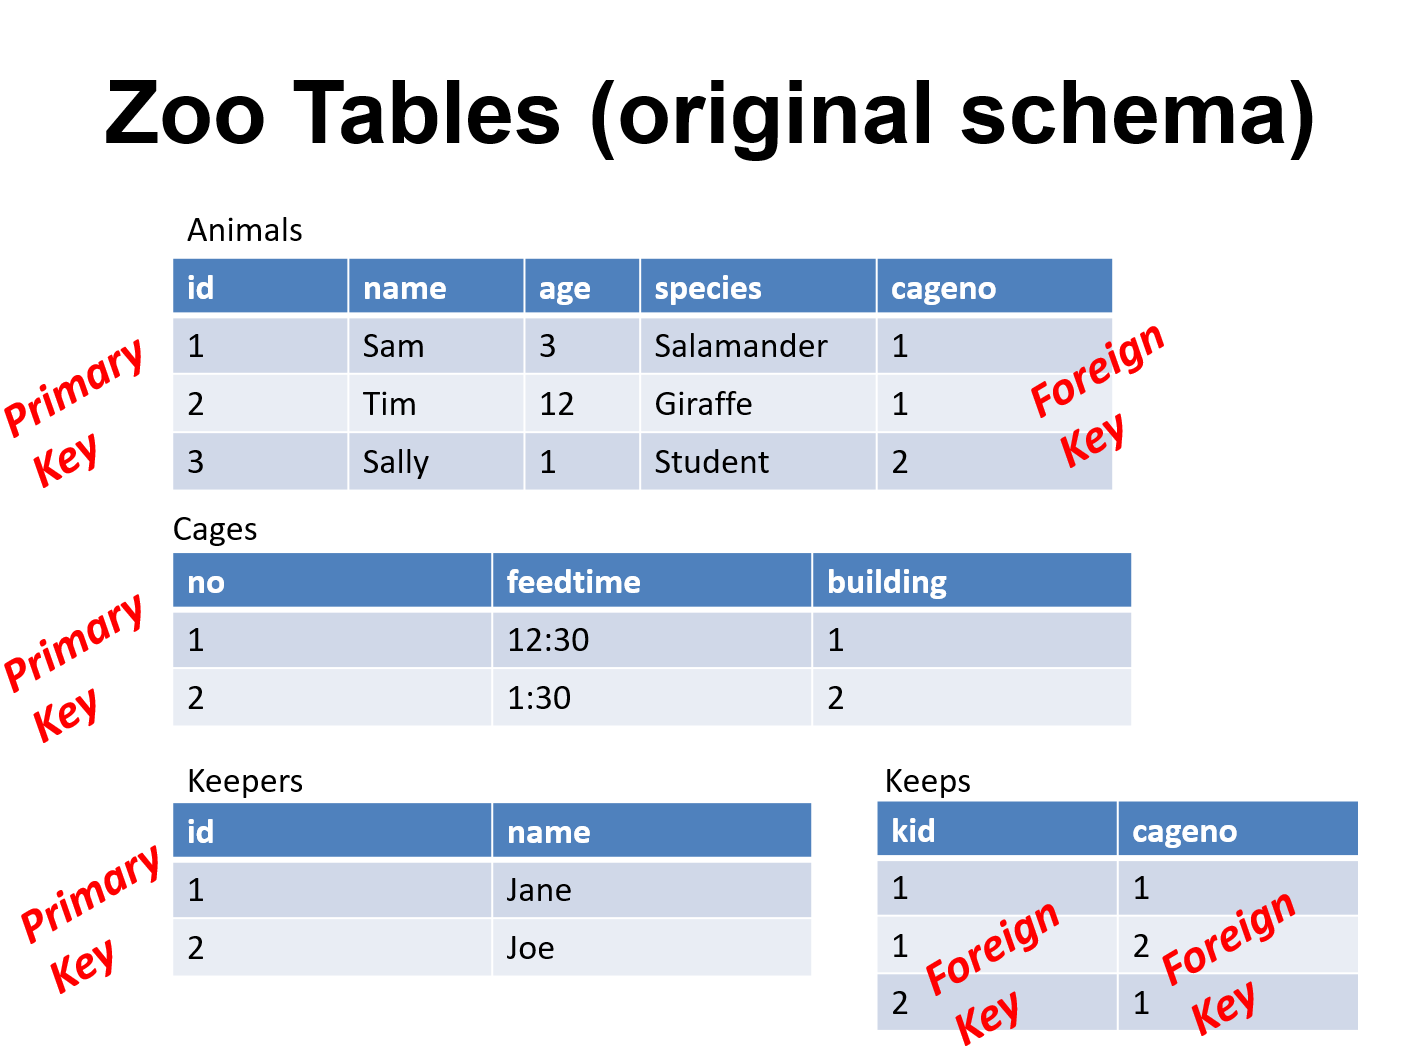 Zoo Tables (original schema)
Animals
id name age species cageno
1 Sam 3 Salamander 1
2 Tim 12 Giraffe 1
3 Sally 1 Student 2
Primary
Key
Foreign
Key
Cages
no feedtime building
1 12:30 1
2 1:30 2
Primary
Key
Keepers
id name
1 Jane
2 Joe
Primary
Key
Keeps
kid cageno
1 1
1 2
2 1
Foreign
Key
Foreign
Key